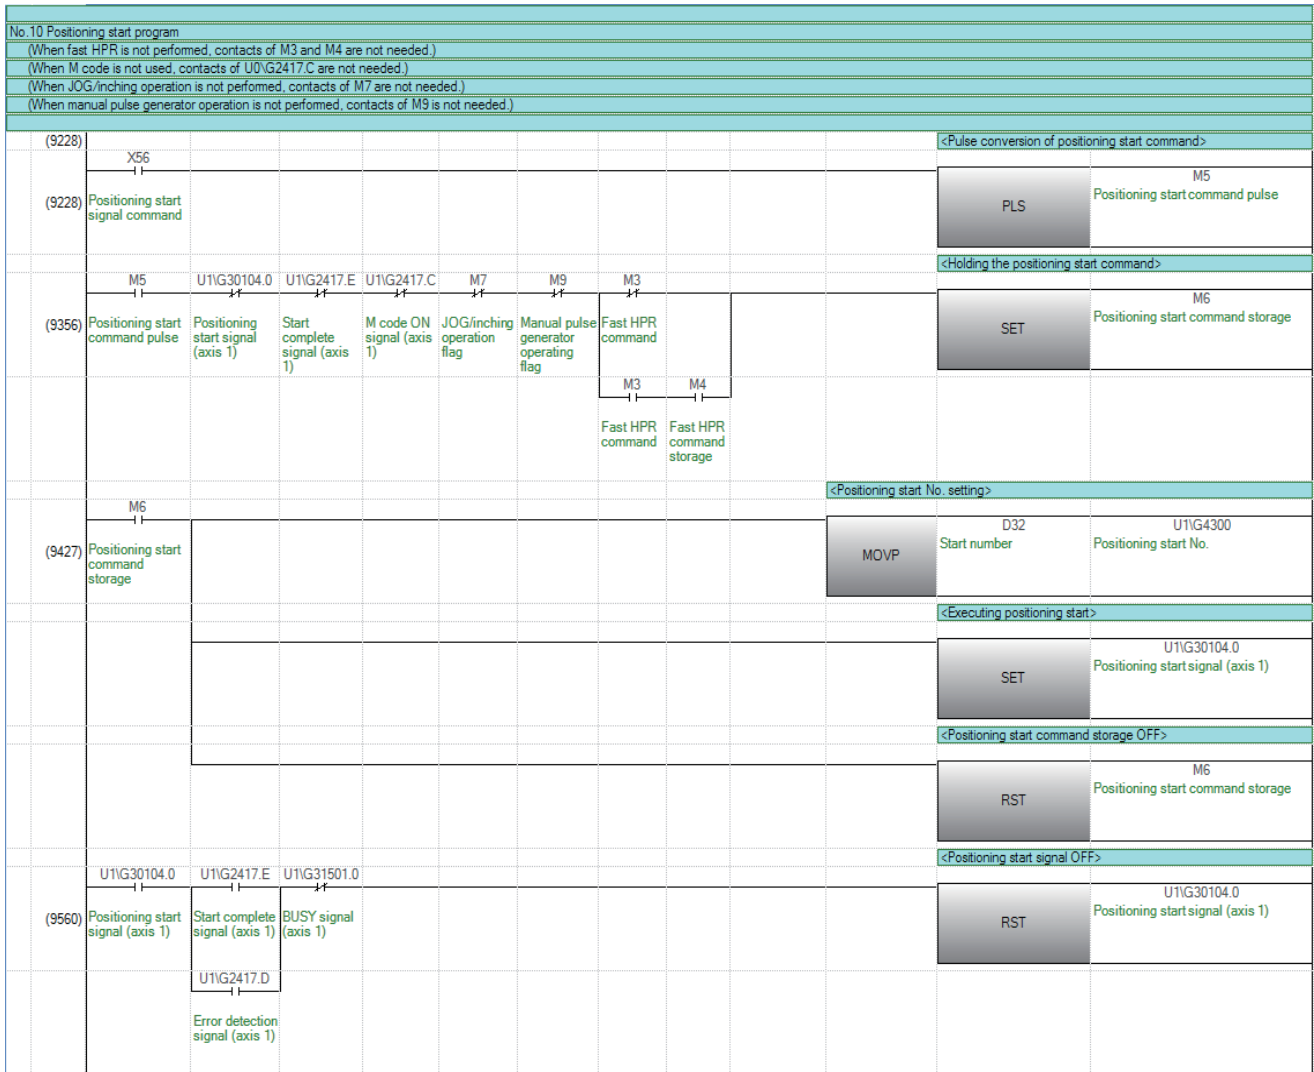 No.10 Positioning start program
(When fast HPR is not performed, contacts of M3 and M4 are not needed.)
(When M code is not used, contacts of U0\G2417.C are not needed.)
(When JOG/inching operation is not performed, contacts of M7 are not needed.)
(When manual pulse generator operation is not performed, contacts of M9 is not needed.)
(9228)
<Pulse conversion of positioning start command>
X56
(9228)
Positioning start
signal command
PLS
M5
Positioning start command pulse
<Holding the positioning start command>
M5
U1\G30104.0
U1\G2417.E
U1\G2417.C
M7
M9
M3
(9356)
Positioning start
command pulse
Positioning
start signal
(axis 1)
Start
complete
signal (axis
1)
M code ON
signal (axis
1)
JOG/inching
operation
flag
Manual pulse
generator
operating
flag
Fast HPR
command
SET
M6
Positioning start command storage
M3
M4
Fast HPR
command
Fast HPR
command
storage
<Positioning start No. setting>
M6
(9427)
Positioning start
command
storage
MOVP
D32
Start number
U1\G4300
Positioning start No.
<Executing positioning start>
SET
U1\G30104.0
Positioning start signal (axis 1)
<Positioning start command storage OFF>
RST
M6
Positioning start command storage
<Positioning start signal OFF>
U1\G30104.0
U1\G2417.E
U1\G31501.0
(9560)
Positioning start
signal (axis 1)
Start complete
signal (axis 1)
BUSY signal
(axis 1)
RST
U1\G30104.0
Positioning start signal (axis 1)
U1\G2417.D
Error detection
signal (axis 1)